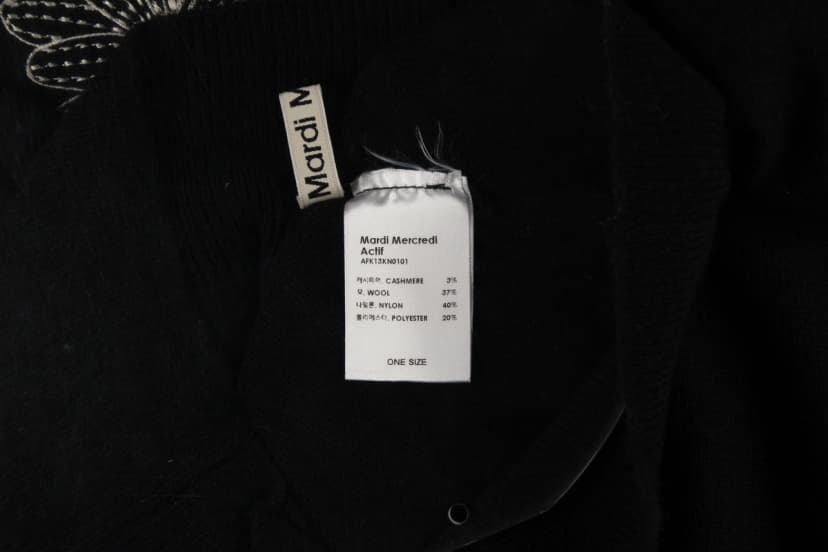 Mardi M
Mardi Mercredi
Actif
AFK13KN0101
캐시미어. CASHMERE 3%
모. WOOL 37%
나일론. NYLON 40%
폴리에스터. POLYESTER 20%
ONE SIZE